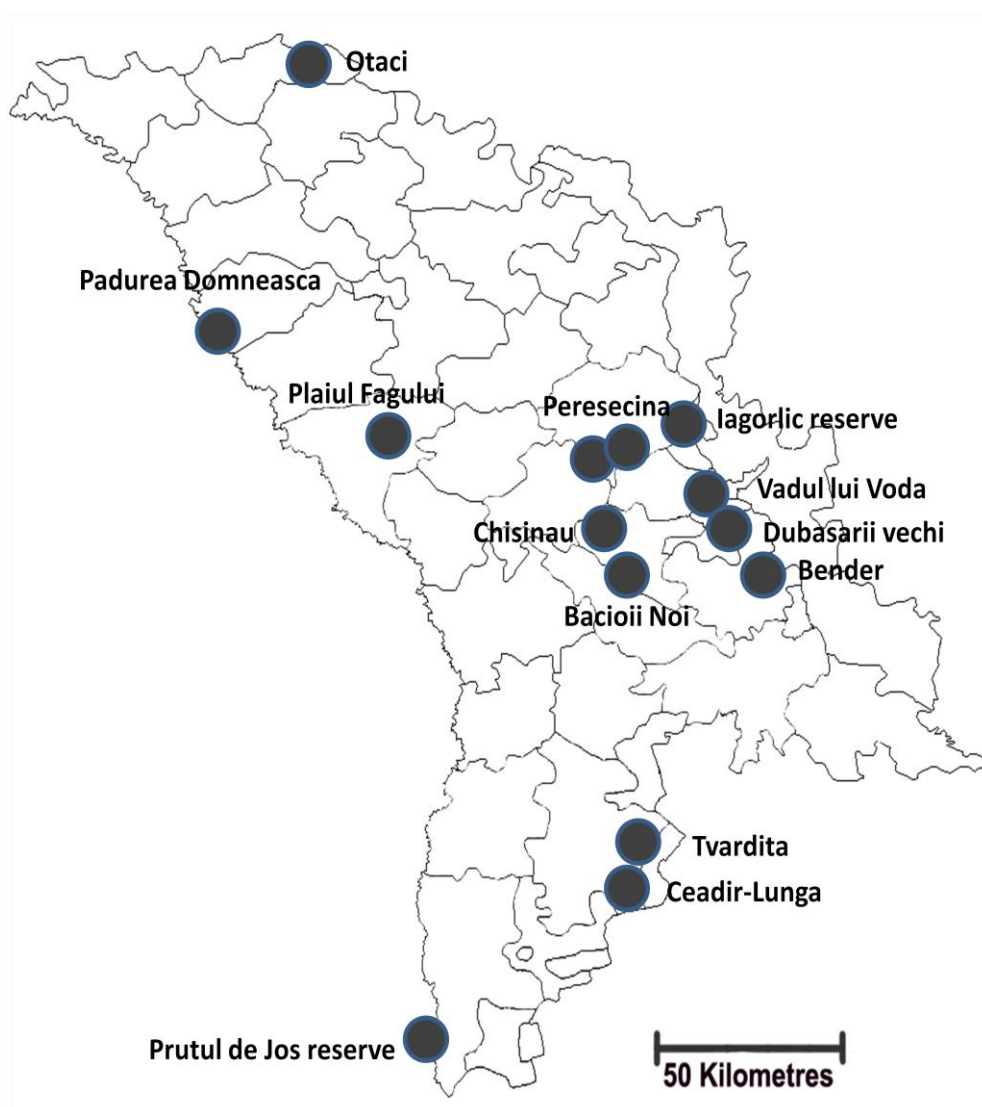 Otaci
Padurea Domneasca
Plaiul Fagului
Peresecina
Iagorlic reserve
Vadul lui Voda
Chisinau
Dubasarii vechi
Bender
Bacioii Noi
Tvardita
Ceadir-Lunga
Prutul de Jos reserve
50 Kilometres